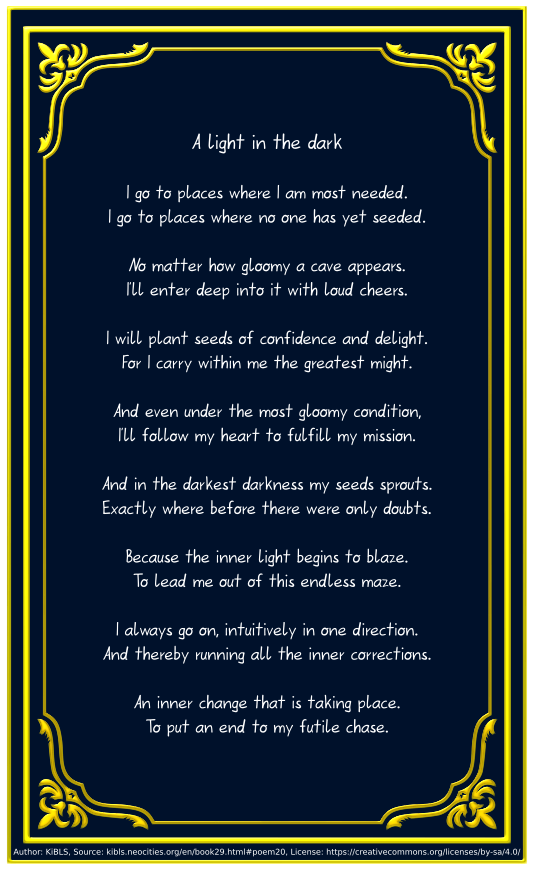 A light in the dark
I go to places where I am most needed.
I go to places where no one has yet seeded.
No matter how gloomy a cave appears.
I'll enter deep into it with loud cheers.
I will plant seeds of confidence and delight.
For I carry within me the greatest might.
And even under the most gloomy condition,
I'll follow my heart to fulfill my mission.
And in the darkest darkness my seeds sprouts.
Exactly where before there were only doubts.
Because the inner light begins to blaze.
To lead me out of this endless maze.
I always go on, intuitively in one direction.
And thereby running all the inner corrections.
An inner change that is taking place.
To put an end to my futile chase.
Author: KiBLS, Source: kibls.neocities.org/en/book29.html#poem20, License: https://creativecommons.org/licenses/by-sa/4.0/